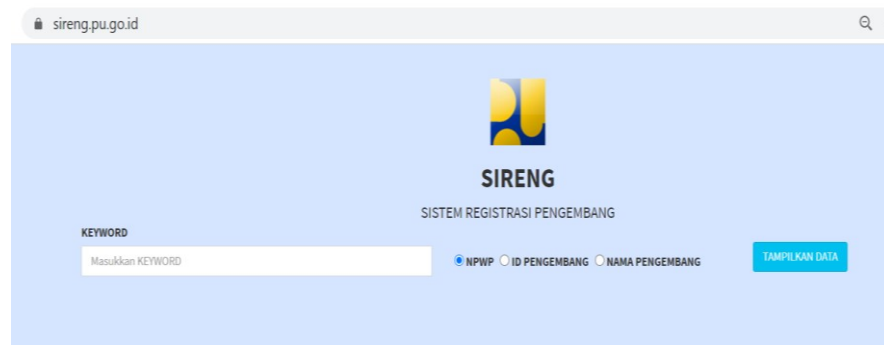 sireng.pu.go.id
SIRENG
SISTEM REGISTRASI PENGEMBANG
KEYWORD
Masukkan KEYWORD
NPWP ID PENGEMBANG NAMA PENGEMBANG
TAMPILKAN DATA